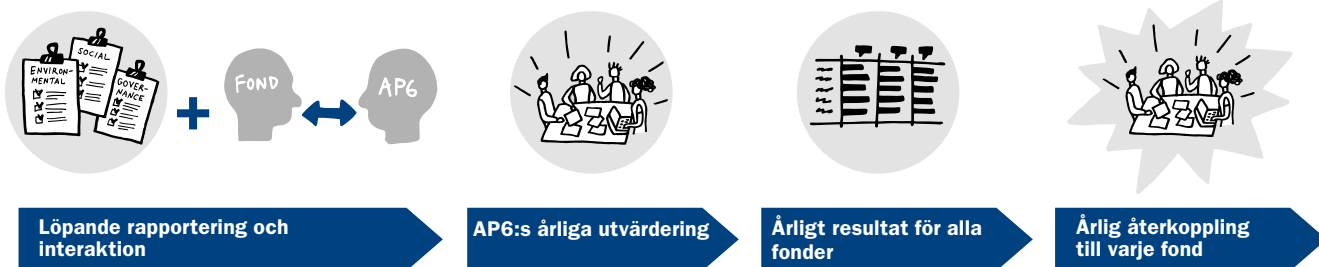 ENVIRON-
MENTAL
SOCIAL
GOVER-
NANCE
FOND
AP6
Löpande rapportering och
interaktion
AP6:s årliga utvärdering
Årligt resultat för alla
fonder
Årlig återkoppling
till varje fond